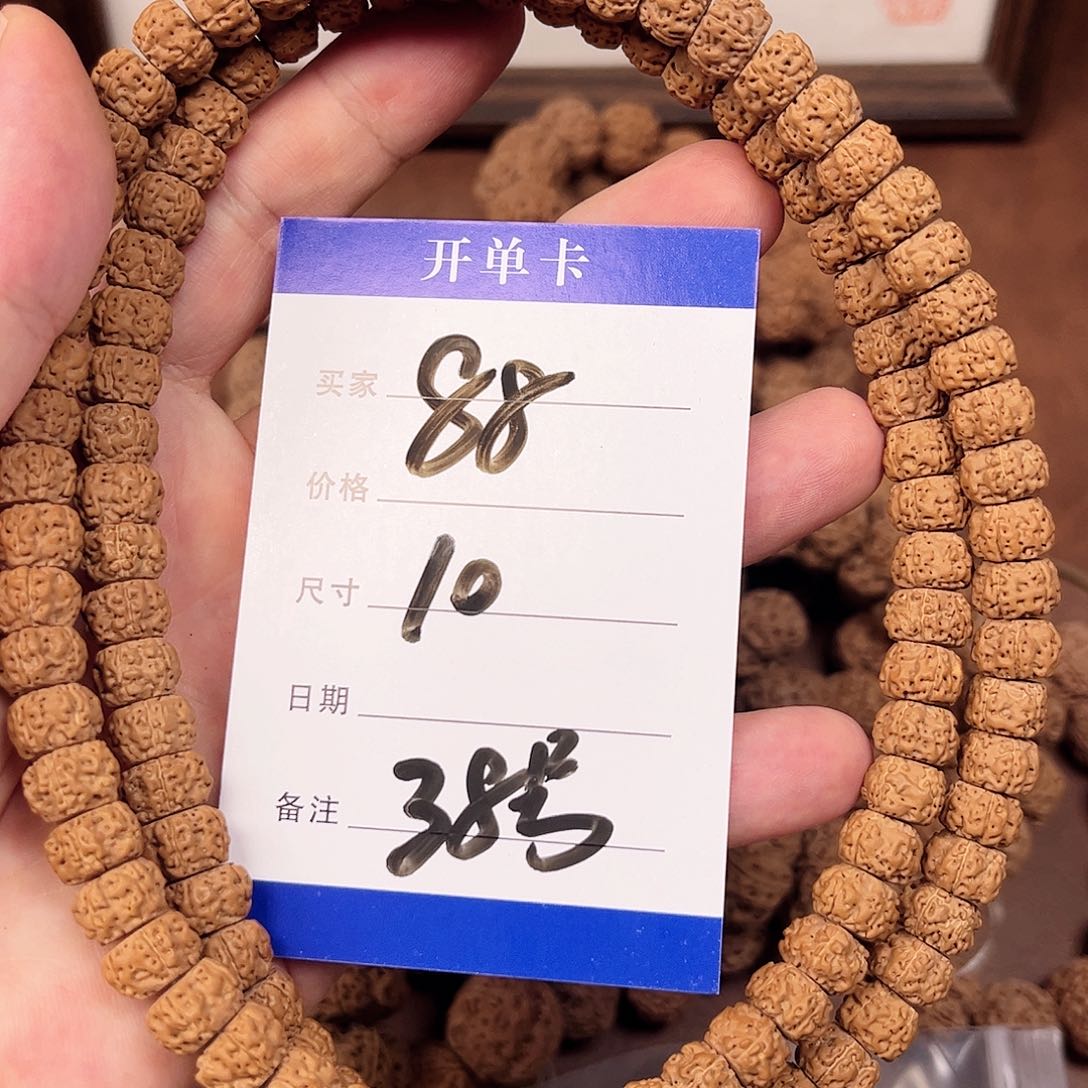 开单卡
买家 88
价格
尺寸 10
日期
备注 38号